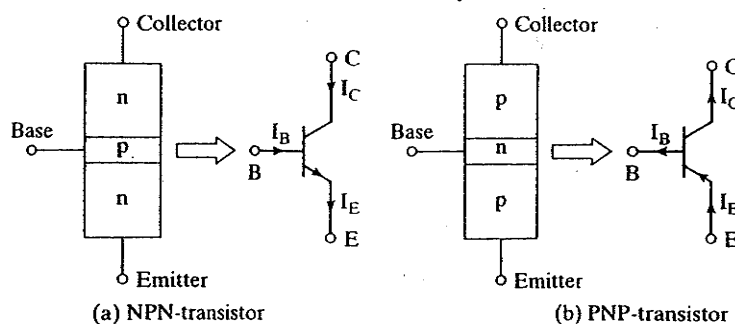 Collector
n
Base
p
n
Emitter
C
I_C
I_B
B
I_E
E
(a) NPN-transistor
Collector
p
Base
n
p
Emitter
C
I_C
I_B
B
I_E
E
(b) PNP-transistor